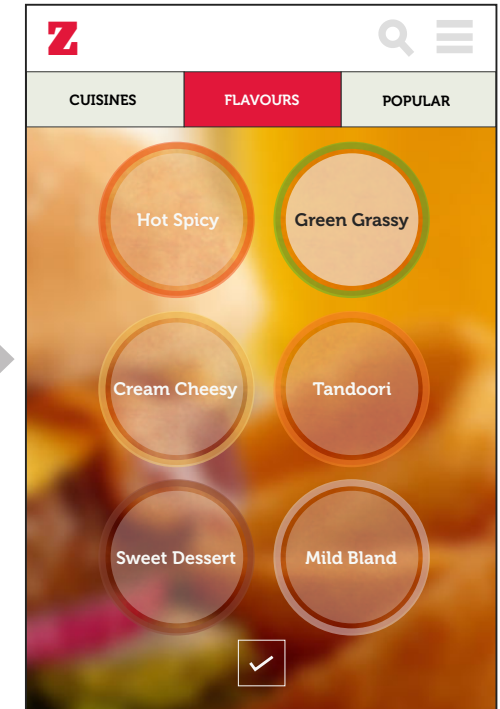 Z
CUISINES FLAVOURS POPULAR
Hot Spicy Green Grassy
Cream Cheesy Tandoori
Sweet Dessert Mild Bland